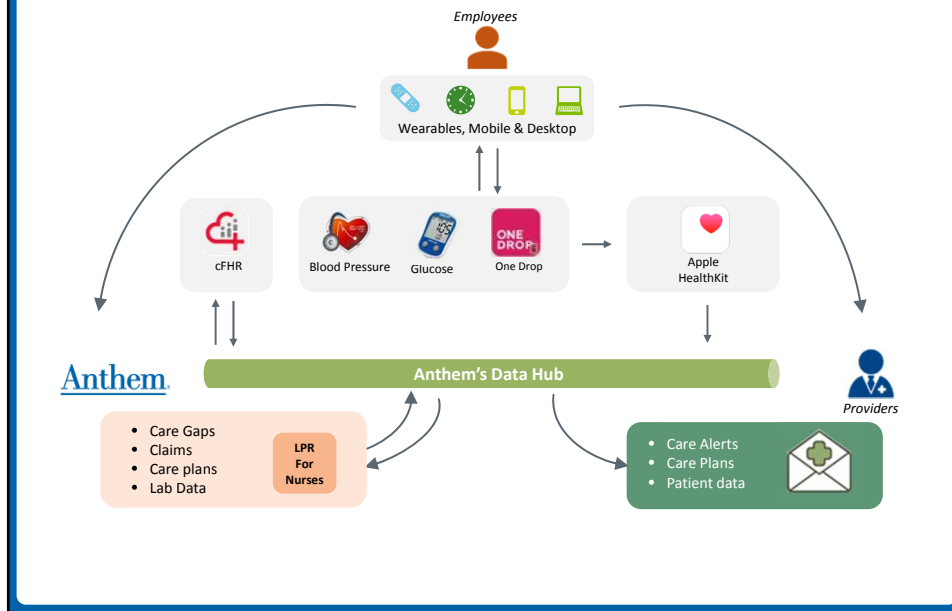 Employees
Wearables, Mobile & Desktop
cFHR
Blood Pressure
Glucose
105
ONE
DROP
One Drop
Apple
HealthKit
Anthem.
Anthem's Data Hub
Providers
• Care Gaps
• Claims
• Care plans
• Lab Data
LPR
For
Nurses
• Care Alerts
• Care Plans
• Patient data